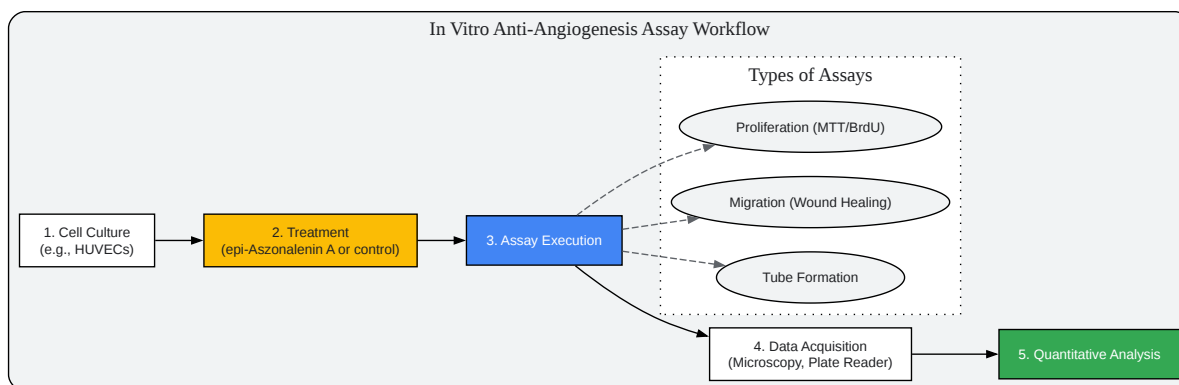 In Vitro Anti-Angiogenesis Assay Workflow
Types of Assays
Proliferation (MTT/BrdU)
Migration (Wound Healing)
Tube Formation
1. Cell Culture
(e.g., HUVECs)
2. Treatment
(epi-Aszonalenin A or control)
3. Assay Execution
4. Data Acquisition
(Microscopy, Plate Reader)
5. Quantitative Analysis